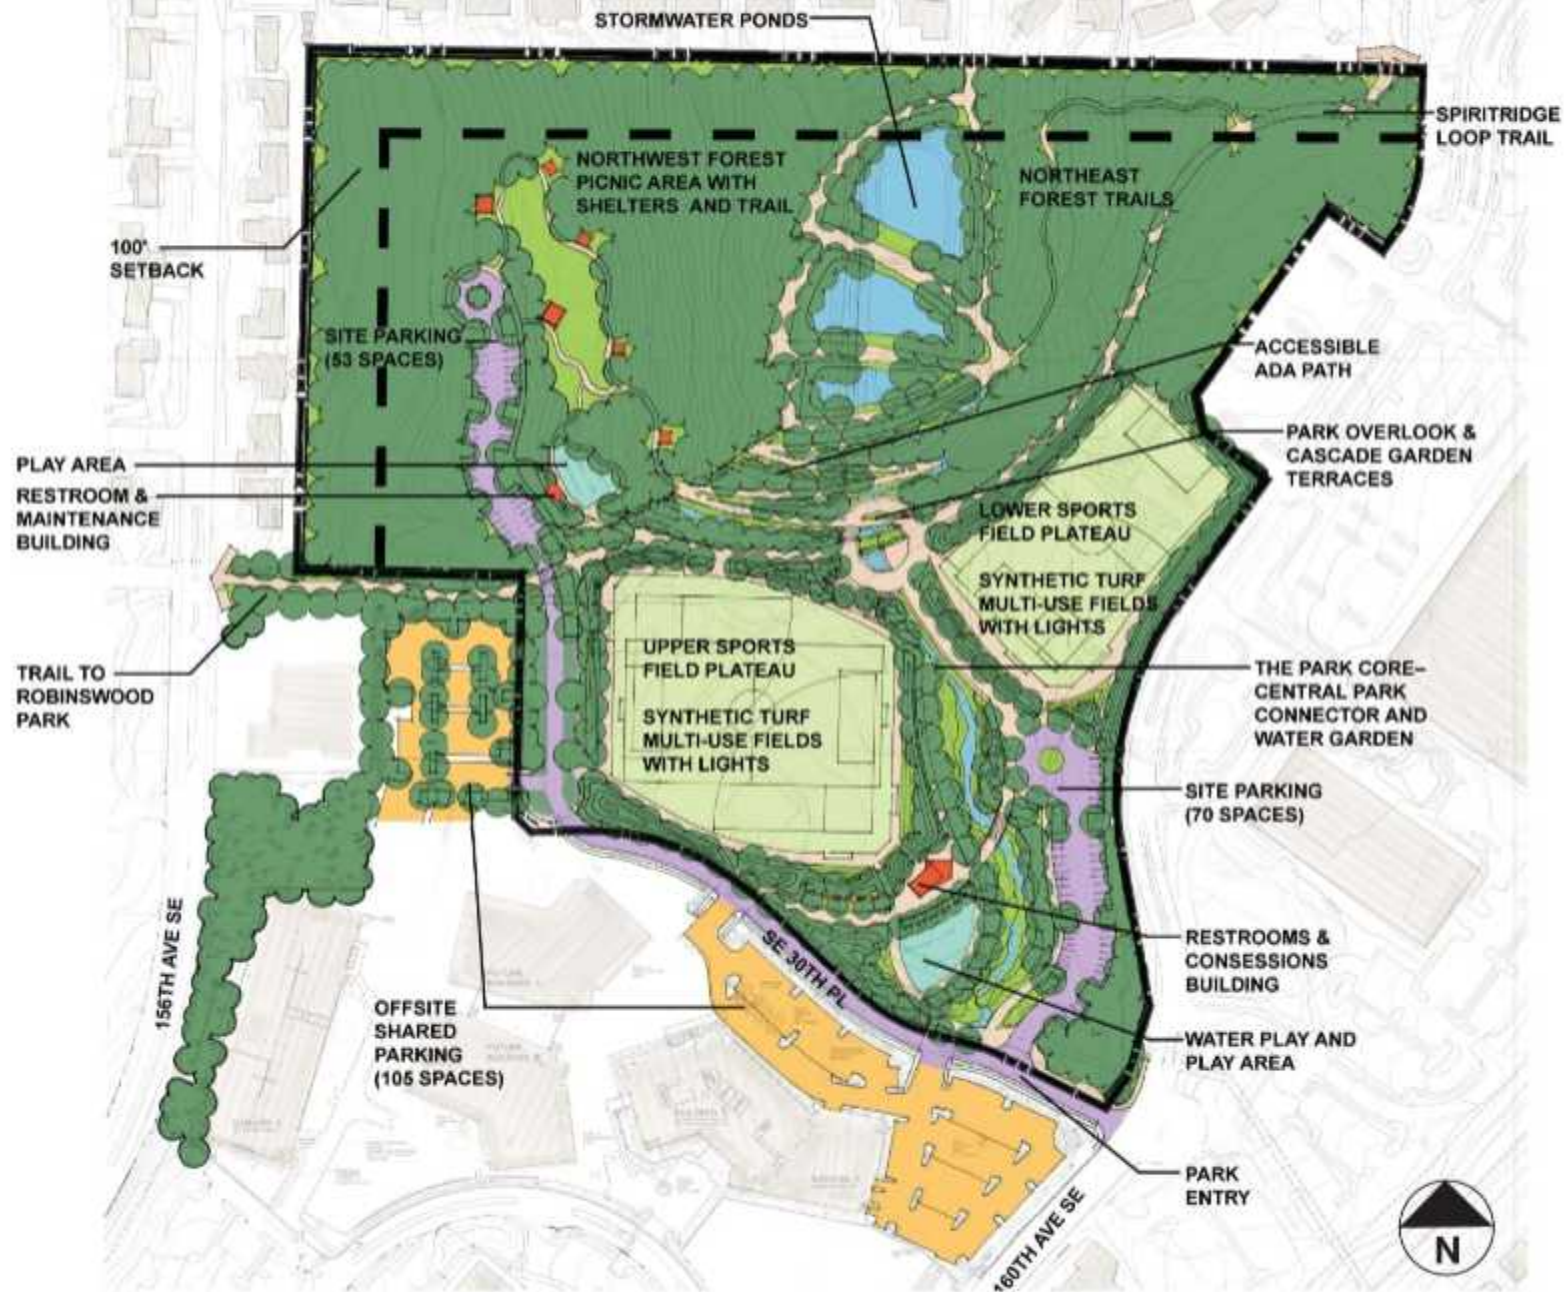 STORMWATER PONDS
SPIRITRIDGE
LOOP TRAIL
NORTHWEST FOREST
PICNIC AREA WITH
SHELTERS AND TRAIL
NORTHEAST
FOREST TRAILS
100'
SETBACK
SITE PARKING
(53 SPACES)
ACCESSIBLE
ADA PATH
PARK OVERLOOK &
CASCADE GARDEN
TERRACES
PLAY AREA
RESTROOM &
MAINTENANCE
BUILDING
LOWER SPORTS
FIELD PLATEAU
SYNTHETIC TURF
MULTI-USE FIELDS
WITH LIGHTS
UPPER SPORTS
FIELD PLATEAU
SYNTHETIC TURF
MULTI-USE FIELDS
WITH LIGHTS
TRAIL TO
ROBINSWOOD
PARK
THE PARK CORE–
CENTRAL PARK
CONNECTOR AND
WATER GARDEN
SITE PARKING
(70 SPACES)
156TH AVE SE
SE 30TH PL
RESTROOMS &
CONSESSIONS
BUILDING
OFFSITE
SHARED
PARKING
(105 SPACES)
WATER PLAY AND
PLAY AREA
PARK
ENTRY
160TH AVE SE
N